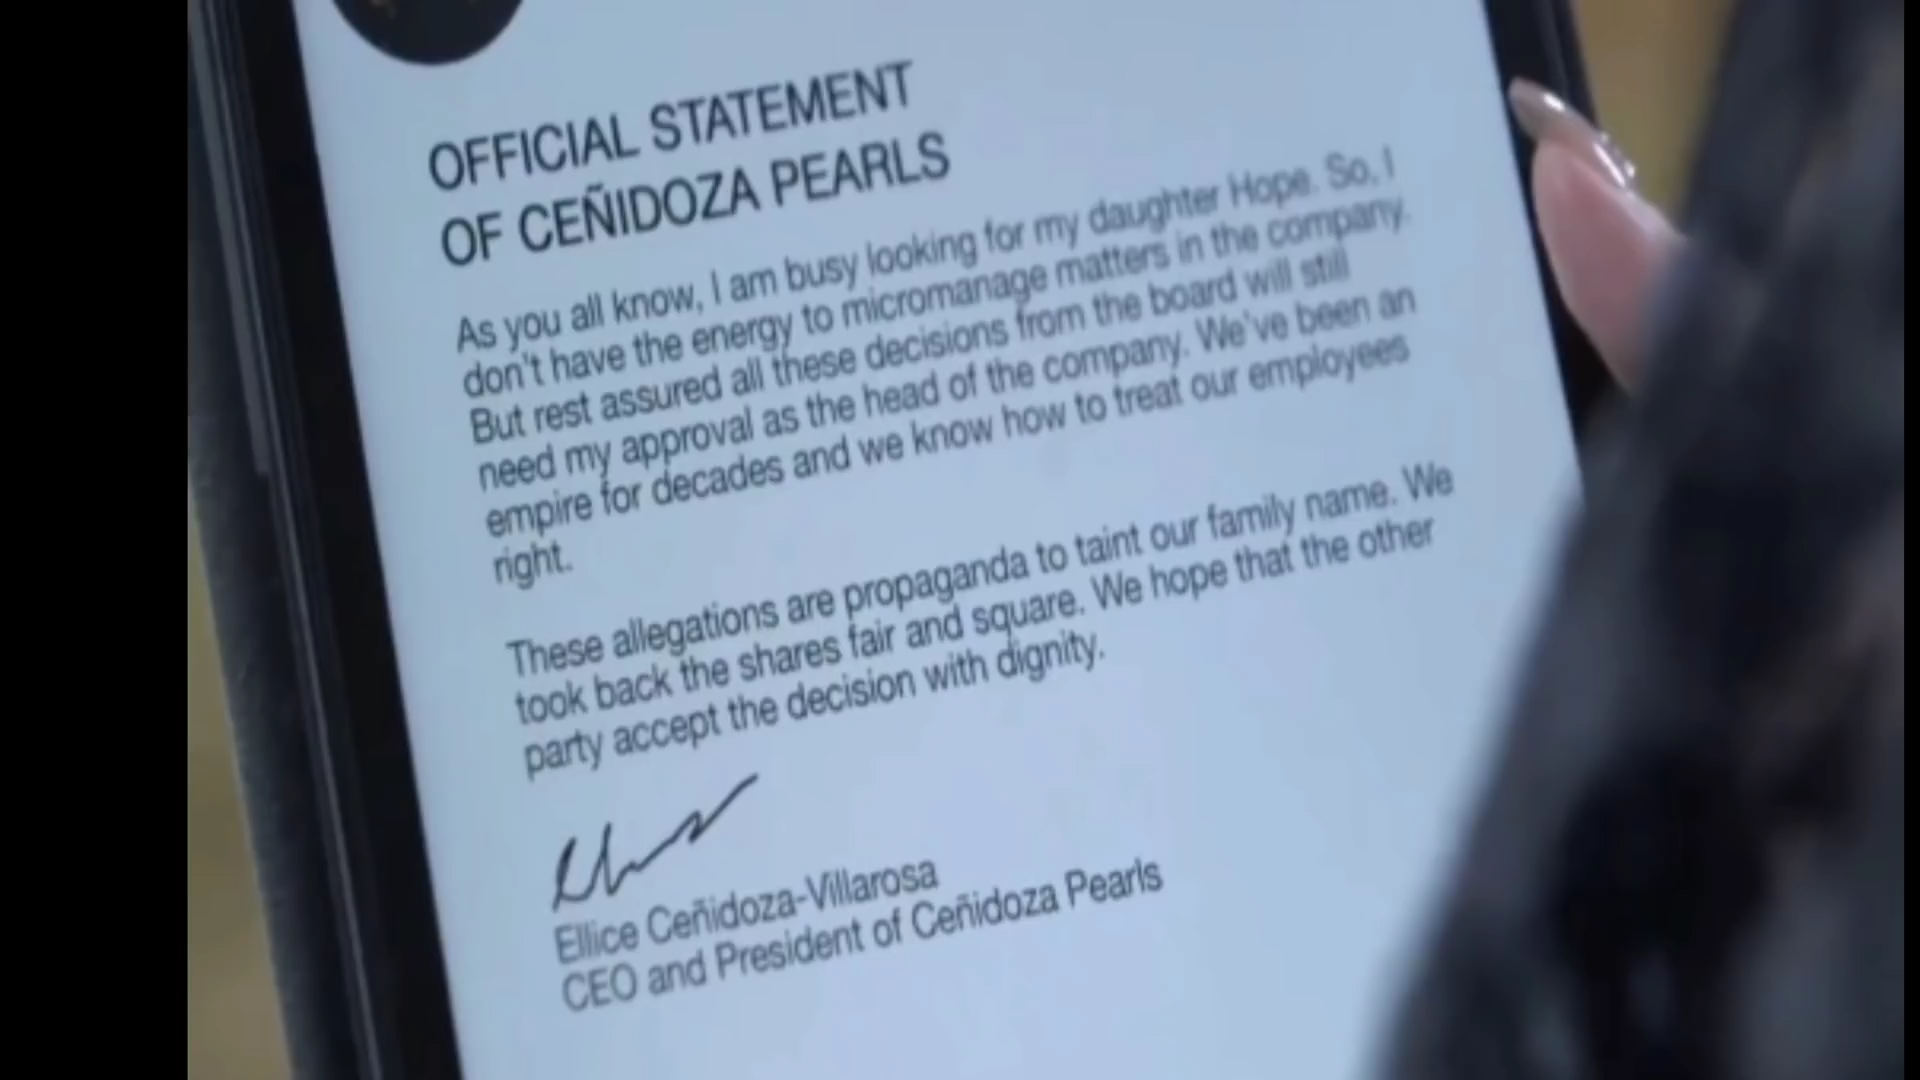 OFFICIAL STATEMENT
OF CEÑIDOZA PEARLS
As you all know, I am busy looking for my daughter Hope. So, I
don't have the energy to micromanage matters in the company.
But rest assured all these decisions from the board will still
need my approval as the head of the company. We've been an
empire for decades and we know how to treat our employees
right.
These allegations are propaganda to taint our family name. We
took back the shares fair and square. We hope that the other
party accept the decision with dignity.
Ellice Ceñidoza-Villarosa
CEO and President of Ceñidoza Pearls